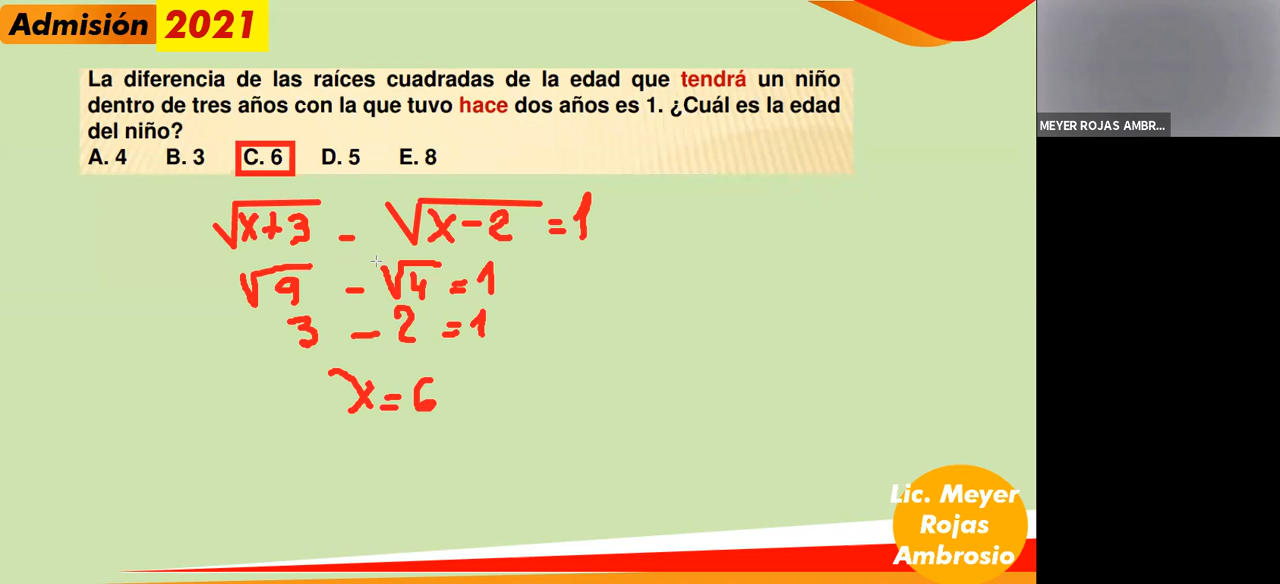 Admisión 2021
La diferencia de las raíces cuadradas de la edad que tendrá un niño
dentro de tres años con la que tuvo hace dos años es 1. ¿Cuál es la edad
del niño?
A. 4 B. 3 C. 6 D. 5 E. 8
√x+3 - √x-2 = 1
√9 - √4 = 1
3 - 2 = 1
x = 6
MEYER ROJAS AMBR...
Lic. Meyer
Rojas
Ambrosio